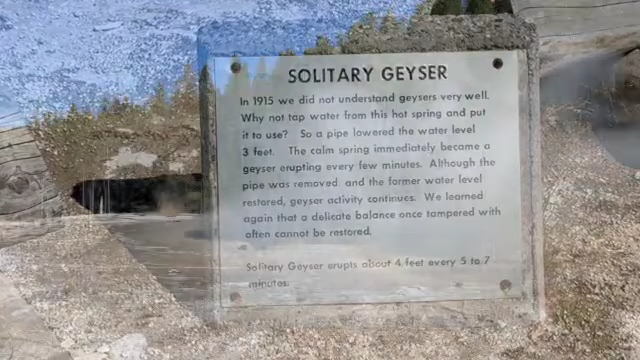 SOLITARY GEYSER
In 1915 we did not understand geysers very well.
Why not tap water from this hot spring and put
it to use? So a pipe lowered the water level
3 feet. The calm spring immediately became a
geyser erupting every few minutes. Although the
pipe was removed and the former water level
restored, geyser activity continues. We learned
again that a delicate balance once tampered with
often cannot be restored.
Solitary Geyser erupts about 4 feet every 5 to 7
minutes.